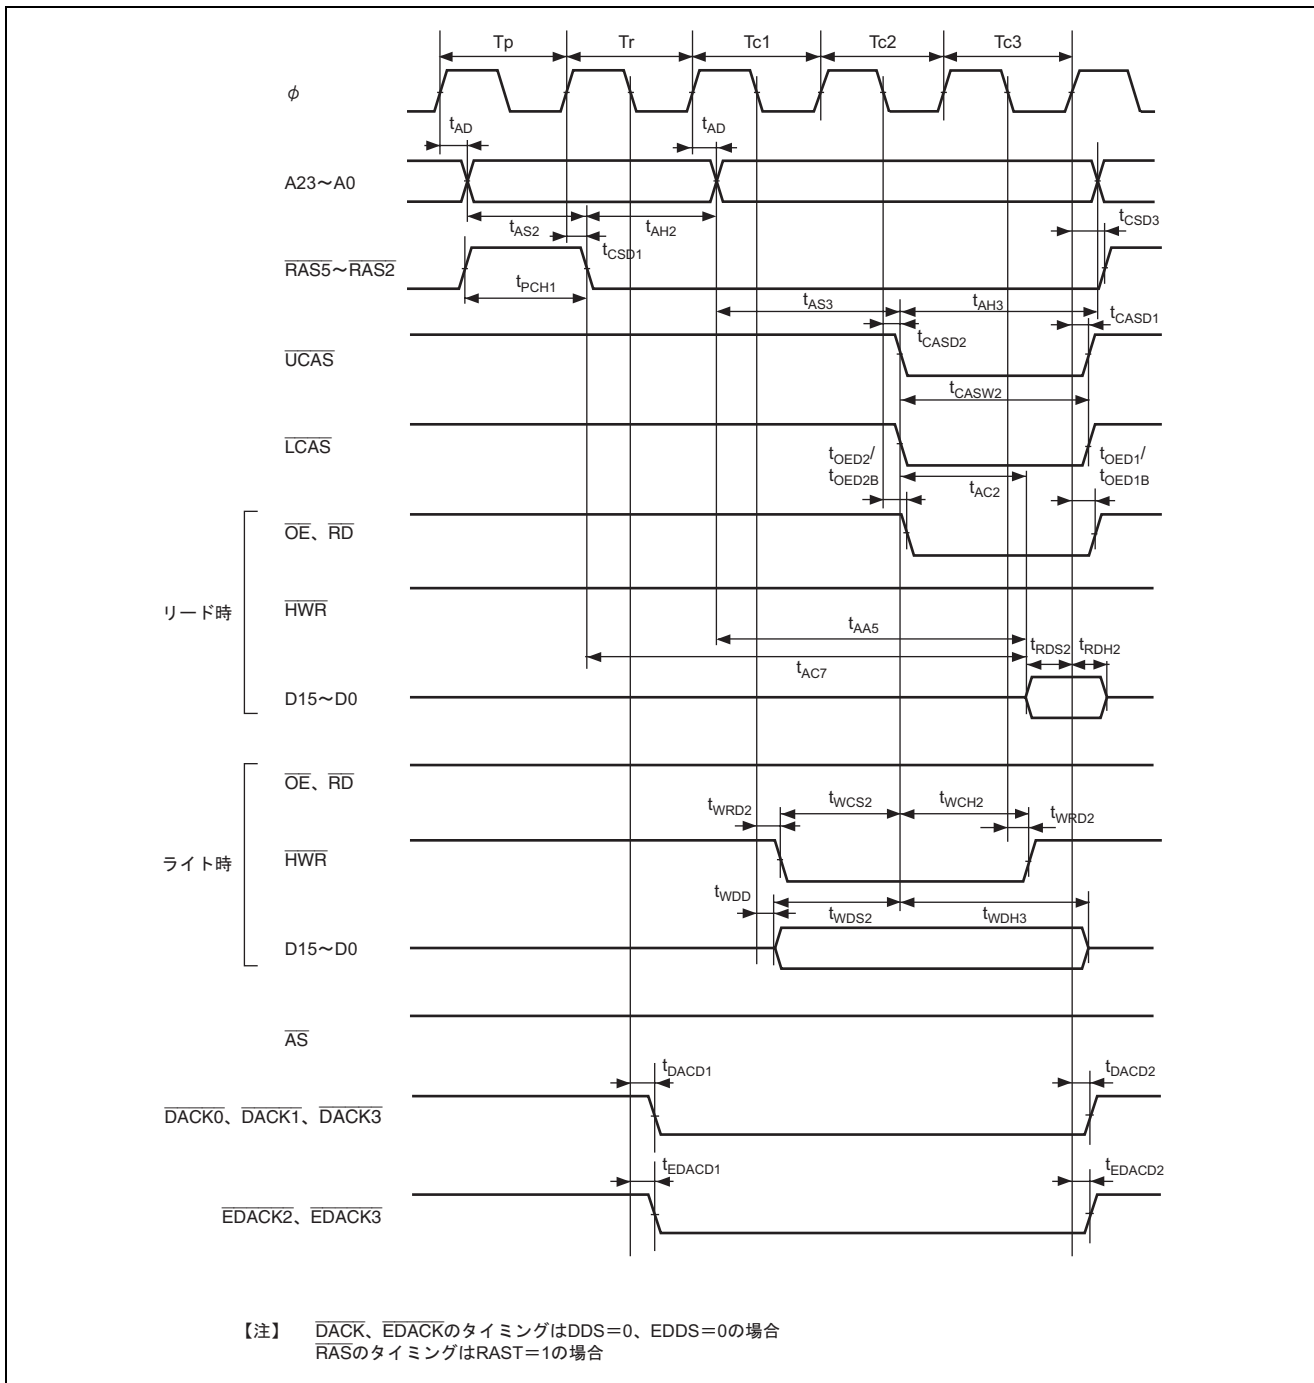 Tp Tr Tc1 Tc2 Tc3
φ
tAD tAD
A23～A0
tAS2 tAH2 tCSD3
tCSD1
RAS5～RAS2
tPCH1
tAS3 tAH3
tCASD1
tCASD2
UCAS
tCASW2
LCAS
tOED2/ tOED1/
tOED2B tAC2 tOED1B
OE、RD
リード時 HWR
tAA5
tRDS2 tRDH2
tAC7
D15～D0
OE、RD
tWRD2 tWCS2 tWCH2
tWRD2
ライト時 HWR
tWDD
tWDS2 tWDH3
D15～D0
AS
tDACD1 tDACD2
DACK0、DACK1、DACK3
tEDACD1 tEDACD2
EDACK2、EDACK3
【注】 DACK、EDACKのタイミングはDDS＝0、EDDS＝0の場合
RASのタイミングはRAST＝1の場合